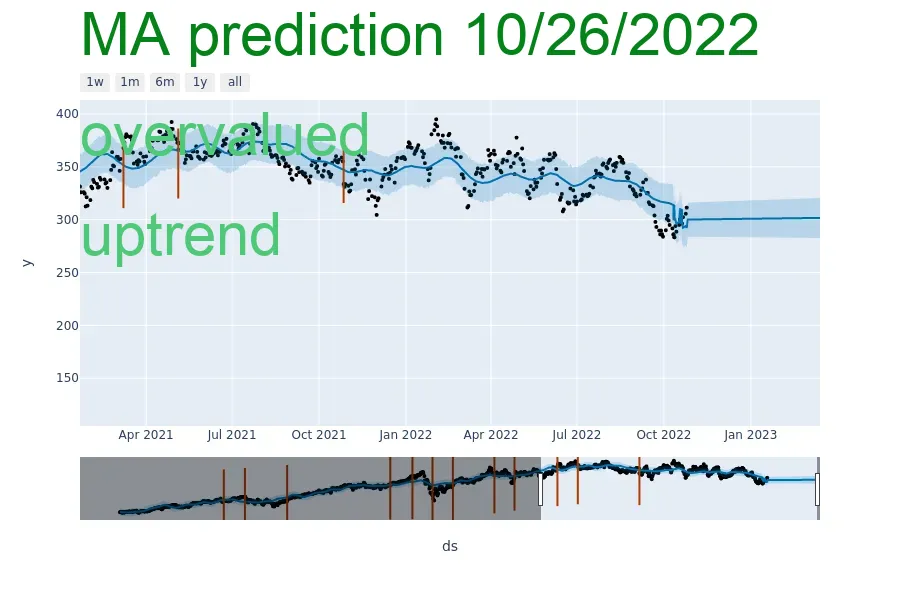 MA prediction 10/26/2022
1w 1m 6m 1y all
overvalued
uptrend
400
350
300
250
200
150
y
Apr 2021 Jul 2021 Oct 2021 Jan 2022 Apr 2022 Jul 2022 Oct 2022 Jan 2023
ds